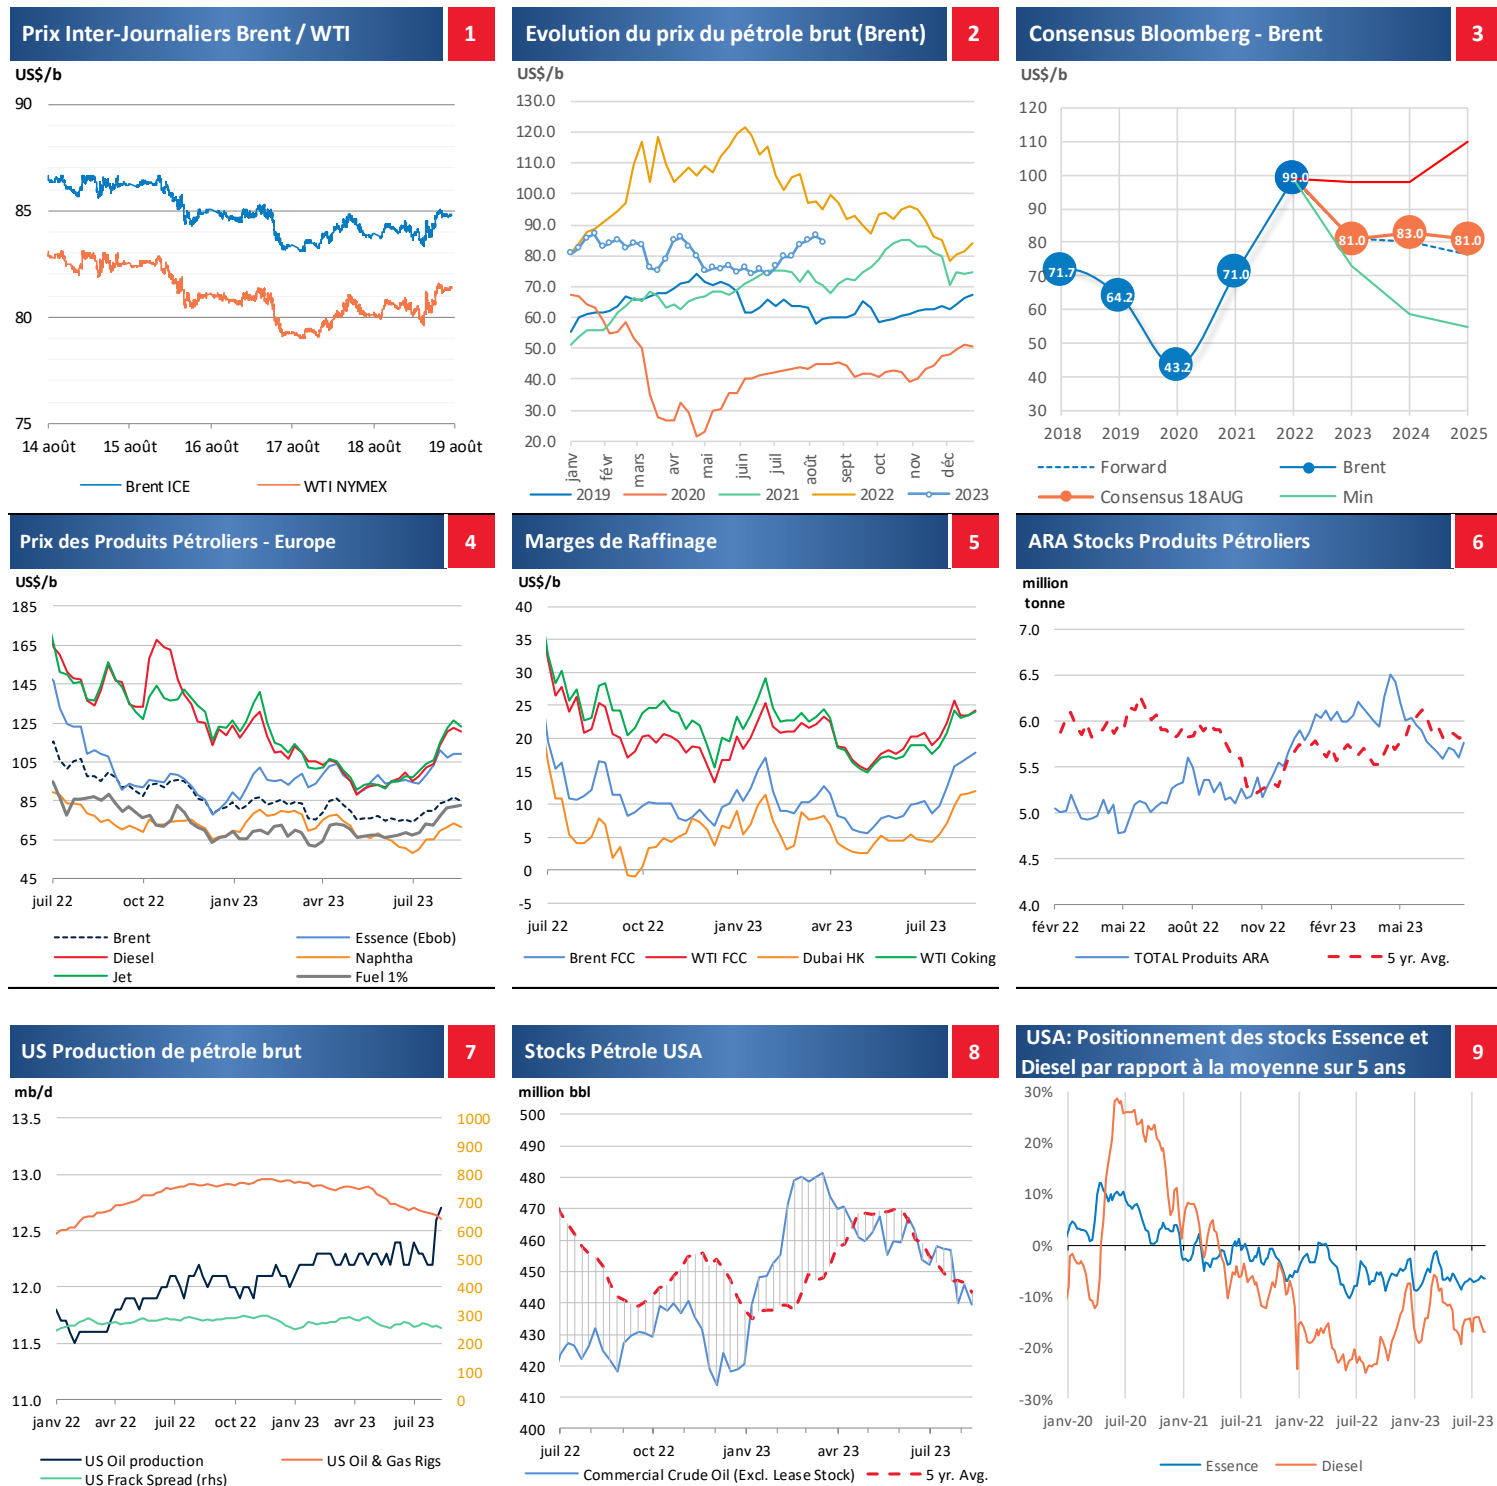 Prix Inter-Journaliers Brent / WTI
1
US$/b
90
85
80
75
14 août 15 août 16 août 17 août 18 août 19 août
Brent ICE WTI NYMEX
Evolution du prix du pétrole brut (Brent)
2
US$/b
130.0
120.0
110.0
100.0
90.0
80.0
70.0
60.0
50.0
40.0
30.0
20.0
janv févr mars avr mai juin juil août sept oct nov déc
2019 2020 2021 2022 2023
Consensus Bloomberg - Brent
3
US$/b
120
110
100
90
80
70
60
50
40
30
71.7 64.2 43.2 71.0 99.0 81.0 83.0 81.0
2018 2019 2020 2021 2022 2023 2024 2025
Forward Brent
Consensus 18AUG Min
Prix des Produits Pétroliers - Europe
4
US$/b
185
165
145
125
105
85
65
45
juil 22 oct 22 janv 23 avr 23 juil 23
Brent Essence (Ebob)
Diesel Naphtha
Jet Fuel 1%
Marges de Raffinage
5
US$/b
40
35
30
25
20
15
10
5
0
-5
juil 22 oct 22 janv 23 avr 23 juil 23
Brent FCC WTI FCC Dubai HK WTI Coking
ARA Stocks Produits Pétroliers
6
million
tonne
7.0
6.5
6.0
5.5
5.0
4.5
4.0
févr 22 mai 22 août 22 nov 22 févr 23 mai 23
TOTAL Produits ARA 5 yr. Avg.
US Production de pétrole brut
7
mb/d
13.5
13.0
12.5
12.0
11.5
11.0
1000
900
800
700
600
500
400
300
200
100
0
janv 22 avr 22 juil 22 oct 22 janv 23 avr 23 juil 23
US Oil production US Oil & Gas Rigs
US Frack Spread (rhs)
Stocks Pétrole USA
8
million bbl
500
490
480
470
460
450
440
430
420
410
400
juil 22 oct 22 janv 23 avr 23 juil 23
Commercial Crude Oil (Excl. Lease Stock) 5 yr. Avg.
USA: Positionnement des stocks Essence et
Diesel par rapport à la moyenne sur 5 ans
9
30%
20%
10%
0%
-10%
-20%
-30%
janv-20 juil-20 janv-21 juil-21 janv-22 juil-22 janv-23 juil-23
Essence Diesel